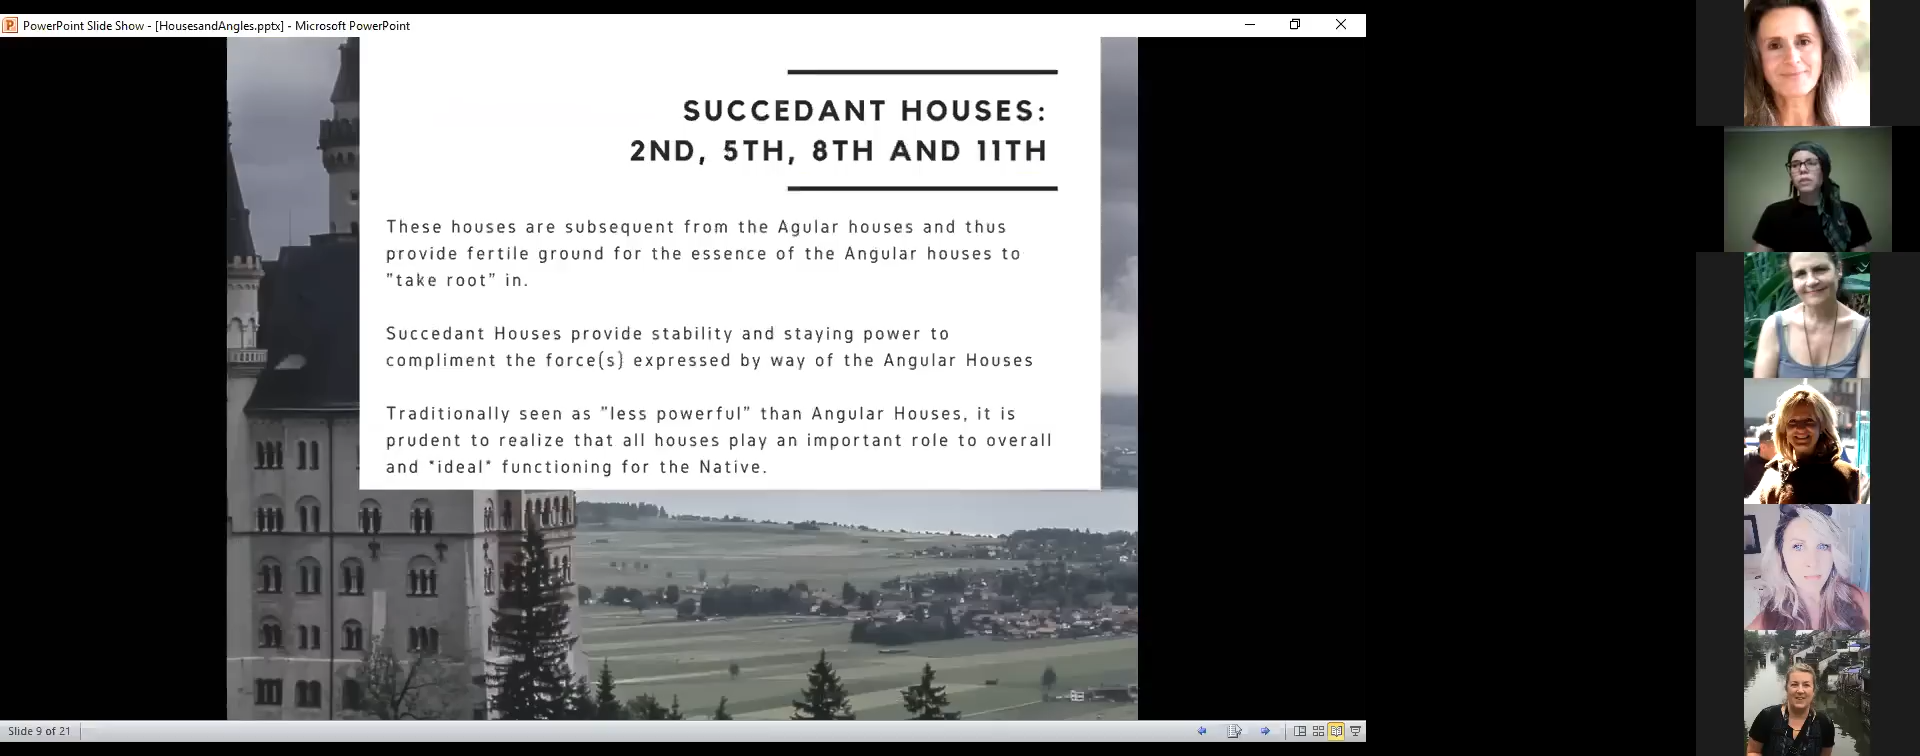 PowerPoint Slide Show - [HousesandAngles.pptx] - Microsoft PowerPoint
SUCCEDANT HOUSES:
2ND, 5TH, 8TH AND 11TH
These houses are subsequent from the Agular houses and thus
provide fertile ground for the essence of the Angular houses to
"take root" in.
Succedant Houses provide stability and staying power to
compliment the force(s) expressed by way of the Angular Houses
Traditionally seen as "less powerful" than Angular Houses, it is
prudent to realize that all houses play an important role to overall
and *ideal* functioning for the Native.
Slide 9 of 21